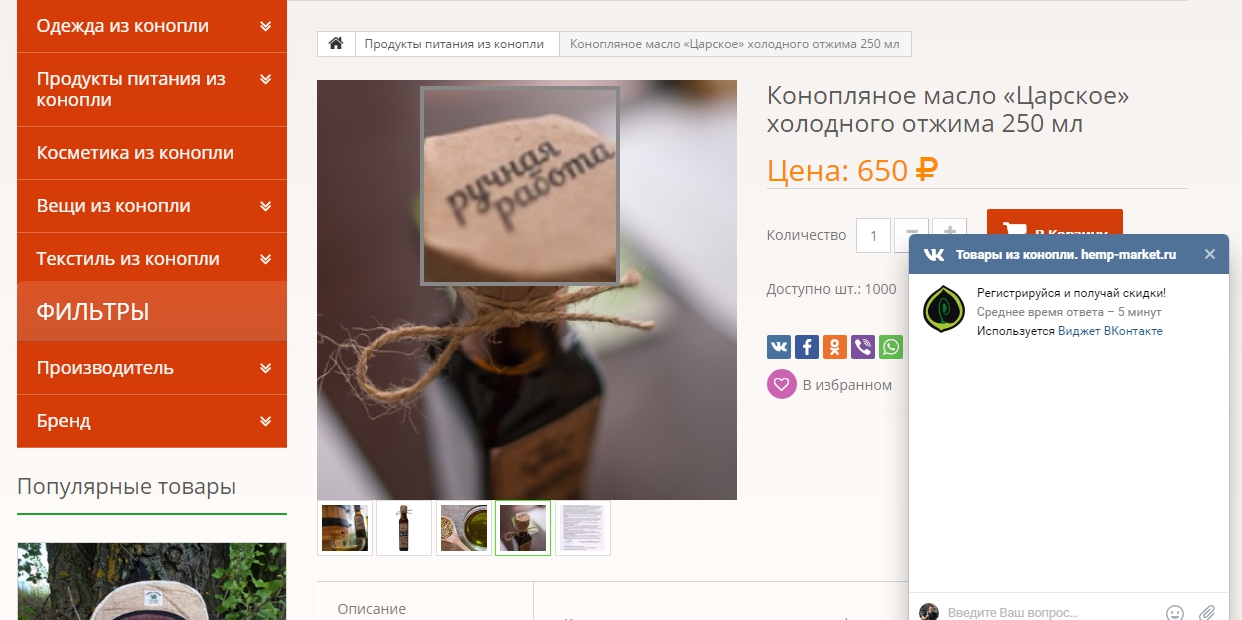 Одежда из конопли
Продукты питания из
конопли
Косметика из конопли
Вещи из конопли
Текстиль из конопли
ФИЛЬТРЫ
Производитель
Бренд
Популярные товары
Продукты питания из конопли
Конопляное масло «Царское» холодного отжима 250 мл
ручная
работа
Конопляное масло «Царское»
холодного отжима 250 мл
Цена: 650 ₽
Количество 1 − +
В Корзину
Доступно шт.: 1000
В избранном
Описание
Товары из конопли. hemp-market.ru
Регистрируйся и получай скидки!
Среднее время ответа – 5 минут
Используется Виджет ВКонтакте
Введите Ваш вопрос...